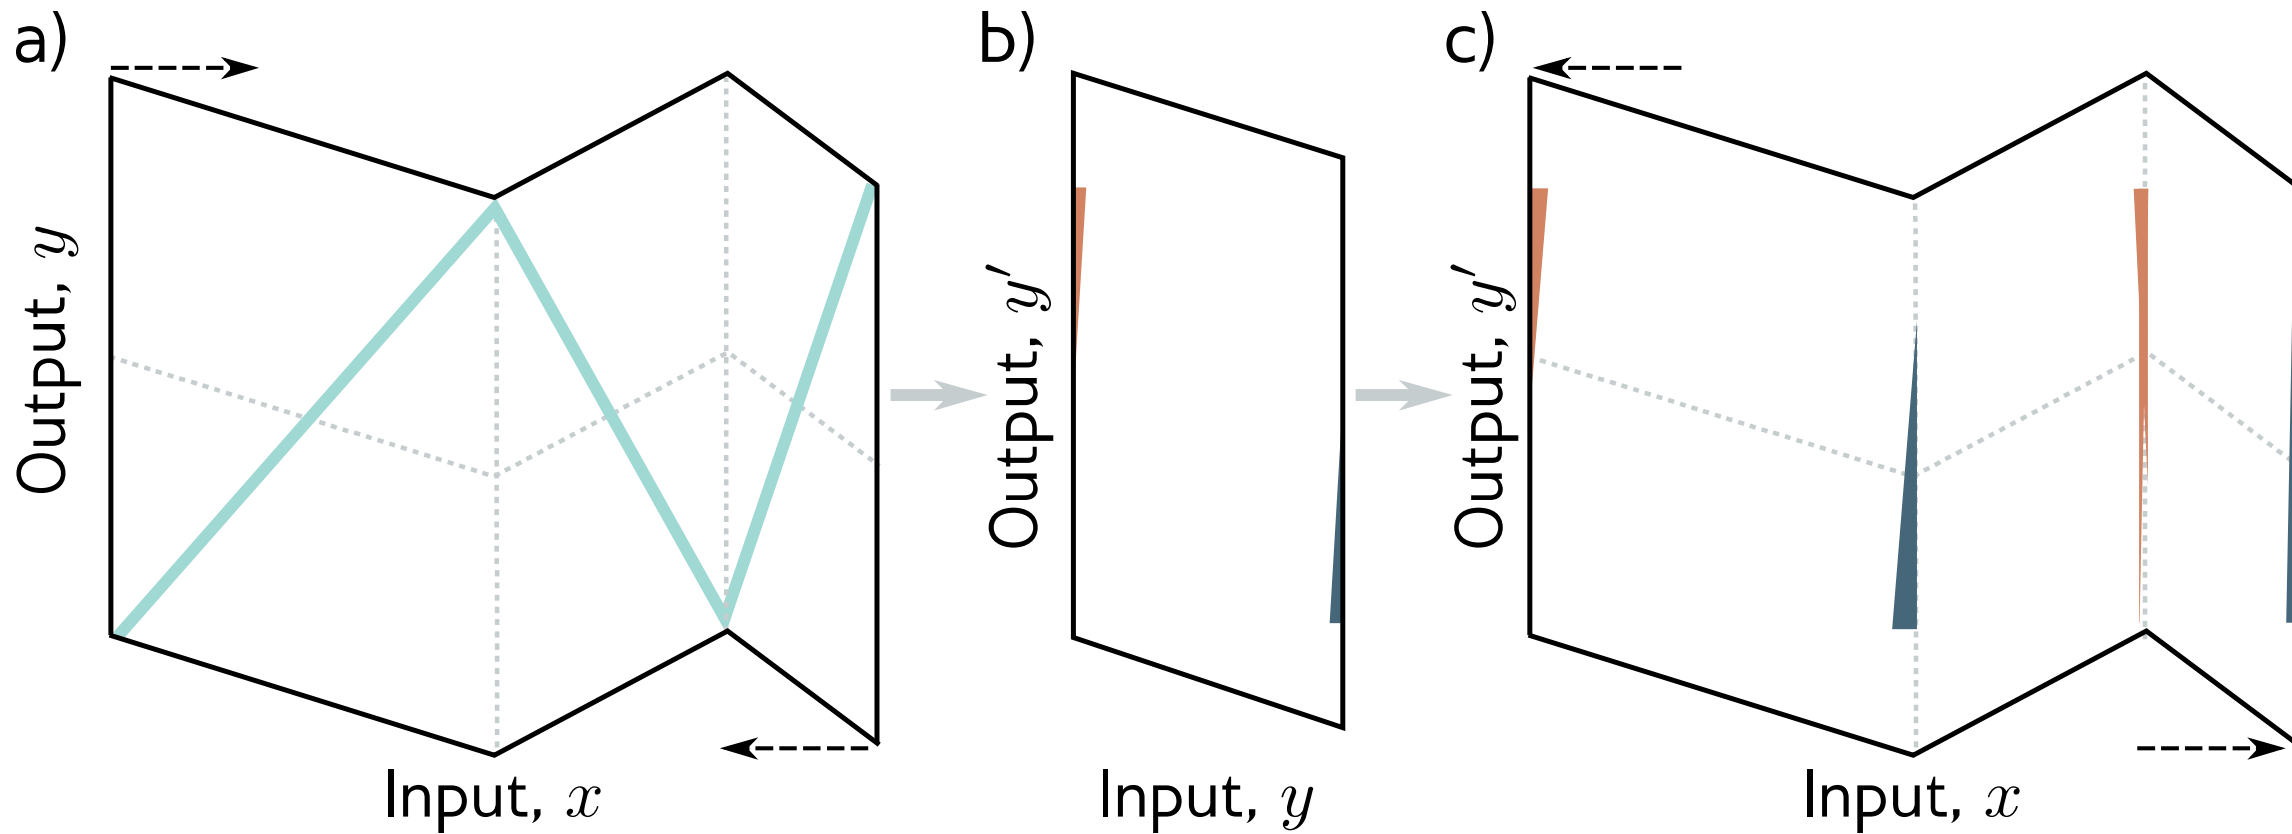 a)
b)
c)
Output, y
Input, x
Output, y′
Input, y
Output, y′
Input, x